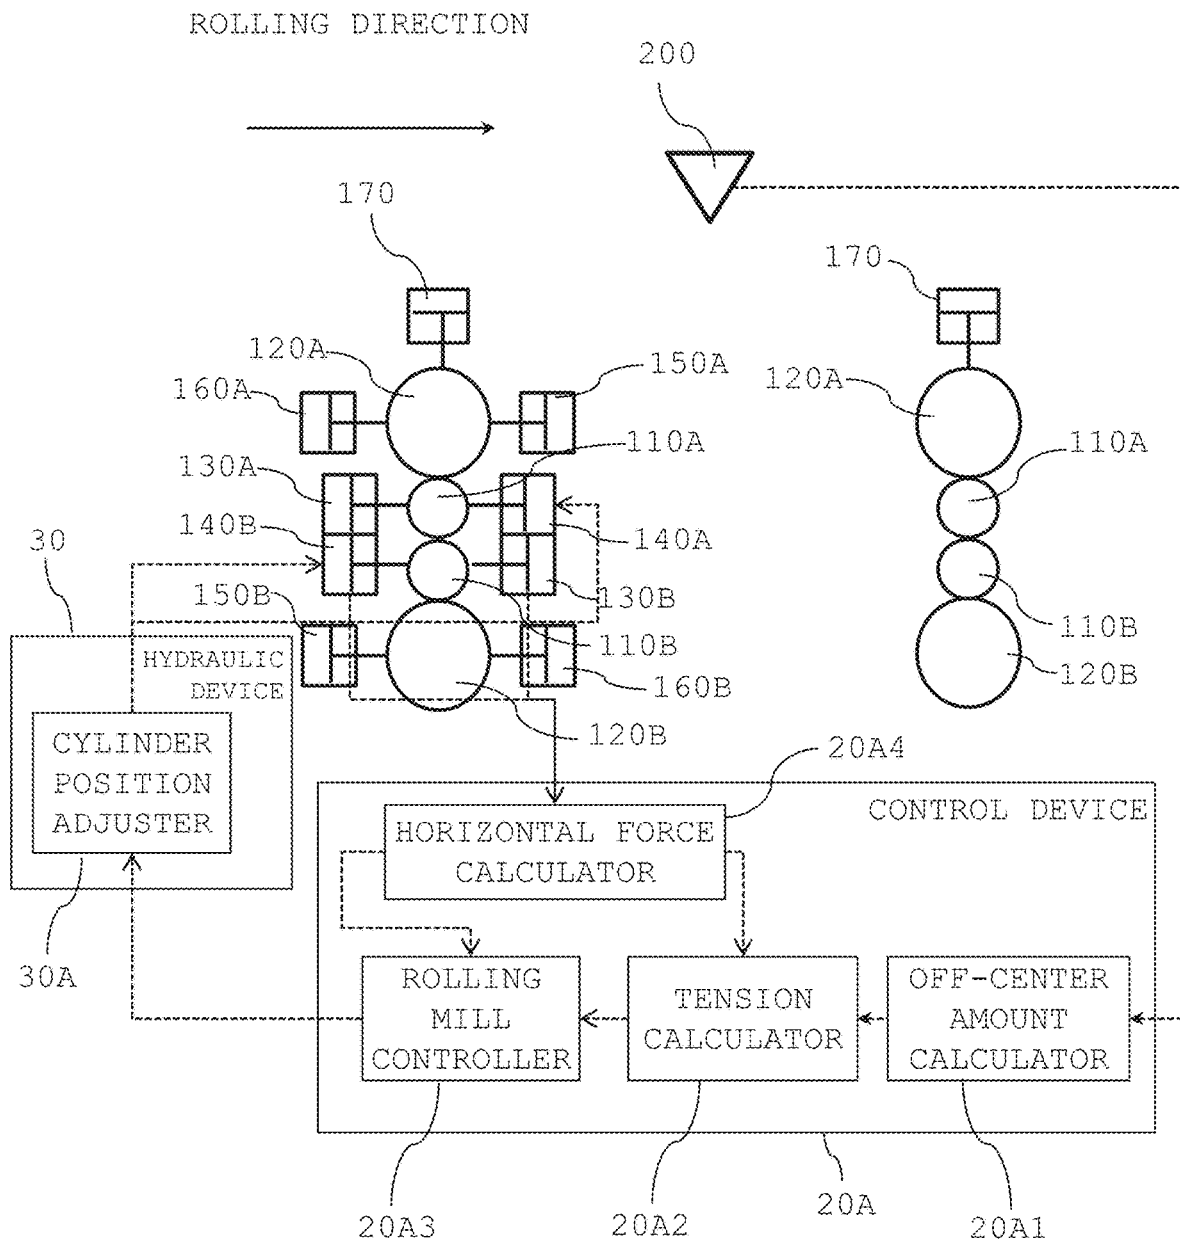 ROLLING DIRECTION
200
170
170
120A
150A
160A
120A
110A
110A
130A
140B
140A
30
130B
150B
110B
110B
HYDRAULIC
DEVICE
160B
120B
120B
20A4
CYLINDER
POSITION
ADJUSTER
CONTROL DEVICE
HORIZONTAL FORCE
CALCULATOR
30A
ROLLING
MILL
CONTROLLER
TENSION
CALCULATOR
OFF-CENTER
AMOUNT
CALCULATOR
20A3
20A2
20A
20A1